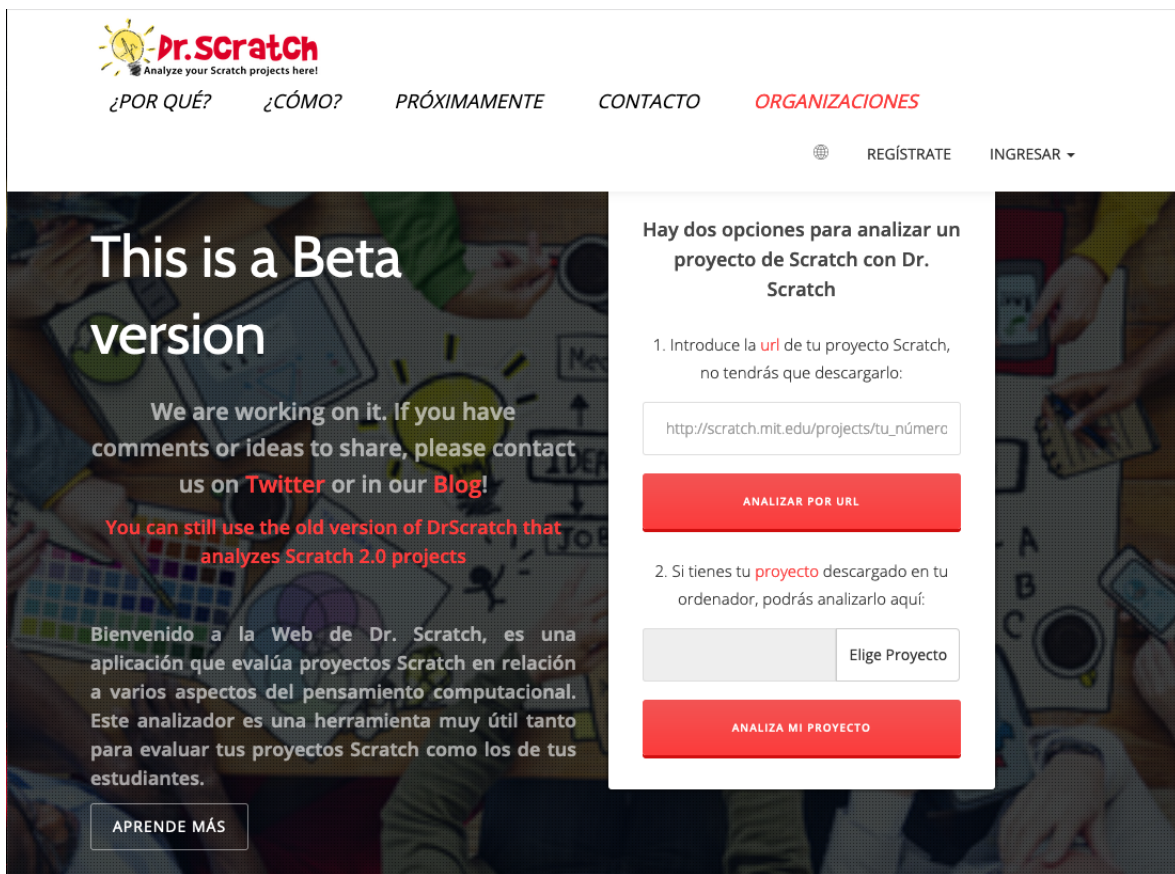 Dr. Scratch
Analyze your Scratch projects here!
¿POR QUÉ? ¿CÓMO? PRÓXIMAMENTE CONTACTO ORGANIZACIONES
REGÍSTRATE INGRESAR
This is a Beta
version
We are working on it. If you have
comments or ideas to share, please contact
us on Twitter or in our Blog!
You can still use the old version of DrScratch that
analyzes Scratch 2.0 projects
Bienvenido a la Web de Dr. Scratch, es una
aplicación que evalúa proyectos Scratch en relación
a varios aspectos del pensamiento computacional.
Este analizador es una herramienta muy útil tanto
para evaluar tus proyectos Scratch como los de tus
estudiantes.
APRENDE MÁS
Hay dos opciones para analizar un
proyecto de Scratch con Dr.
Scratch
1. Introduce la url de tu proyecto Scratch,
no tendrás que descargarlo:
http://scratch.mit.edu/projects/tu_número
ANALIZAR POR URL
2. Si tienes tu proyecto descargado en tu
ordenador, podrás analizarlo aquí:
Elige Proyecto
ANALIZA MI PROYECTO
A
B
C